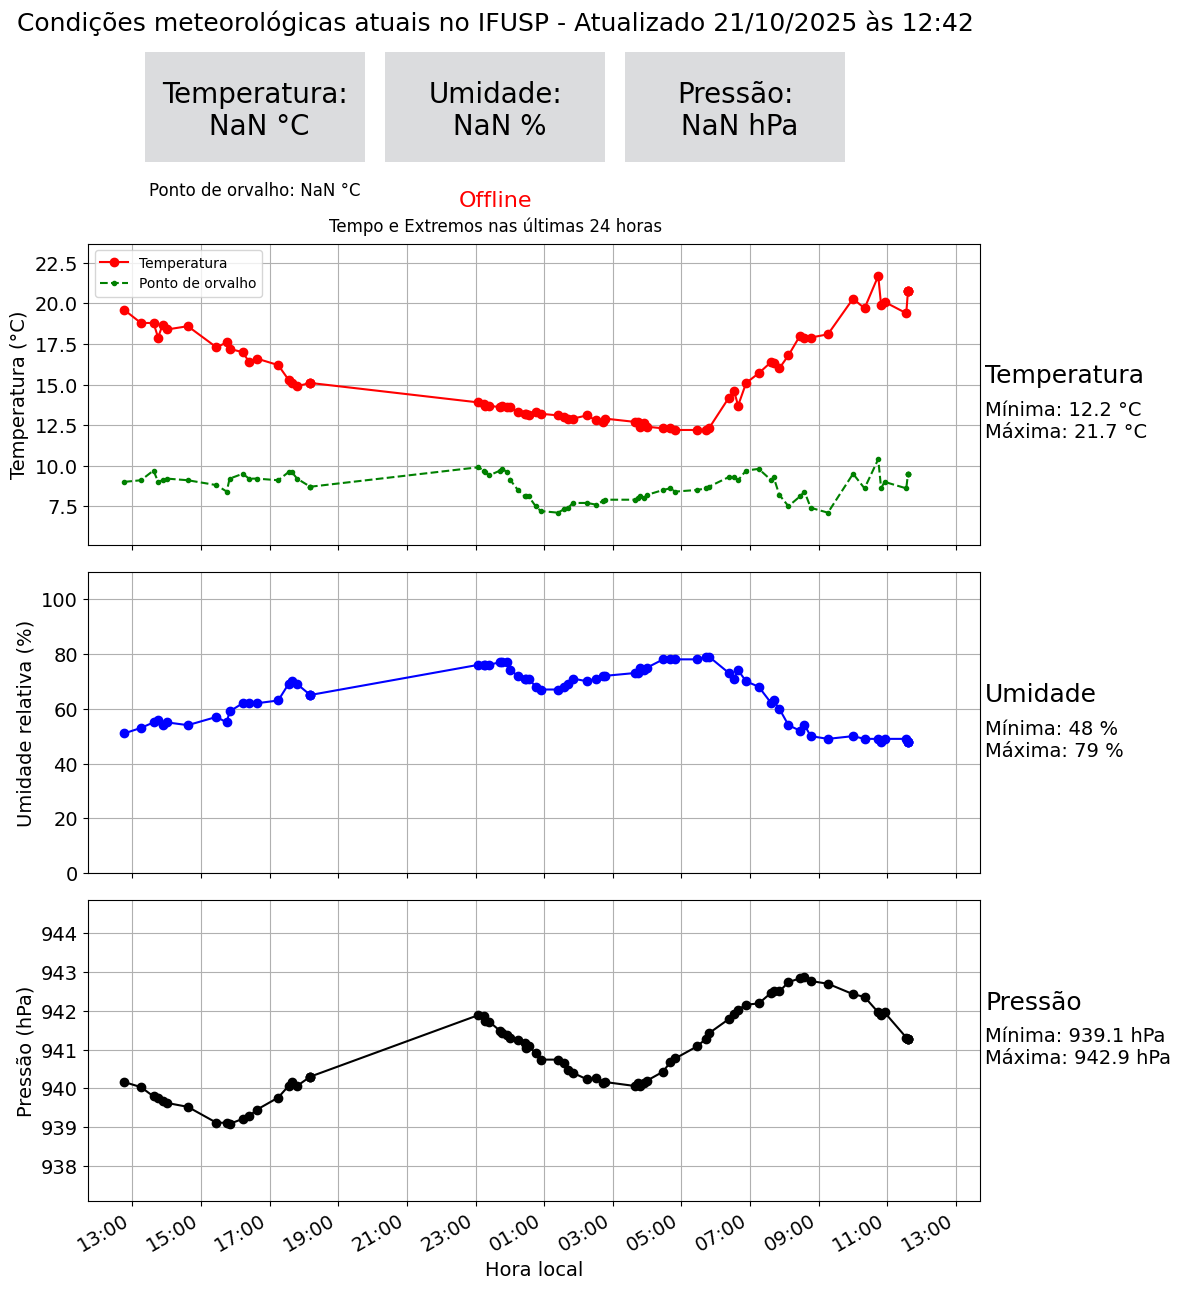 Condições meteorológicas atuais no IFUSP - Atualizado 21/10/2025 às 12:42
Temperatura:
NaN °C
Umidade:
NaN %
Pressão:
NaN hPa
Ponto de orvalho: NaN °C
Offline
Tempo e Extremos nas últimas 24 horas
Temperatura (°C)
22.5
20.0
17.5
15.0
12.5
10.0
7.5
Temperatura
Ponto de orvalho
Temperatura
Mínima: 12.2 °C
Máxima: 21.7 °C
Umidade relativa (%)
100
80
60
40
20
0
Umidade
Mínima: 48 %
Máxima: 79 %
Pressão (hPa)
944
943
942
941
940
939
938
Pressão
Mínima: 939.1 hPa
Máxima: 942.9 hPa
13:00 15:00 17:00 19:00 21:00 23:00 01:00 03:00 05:00 07:00 09:00 11:00 13:00
Hora local